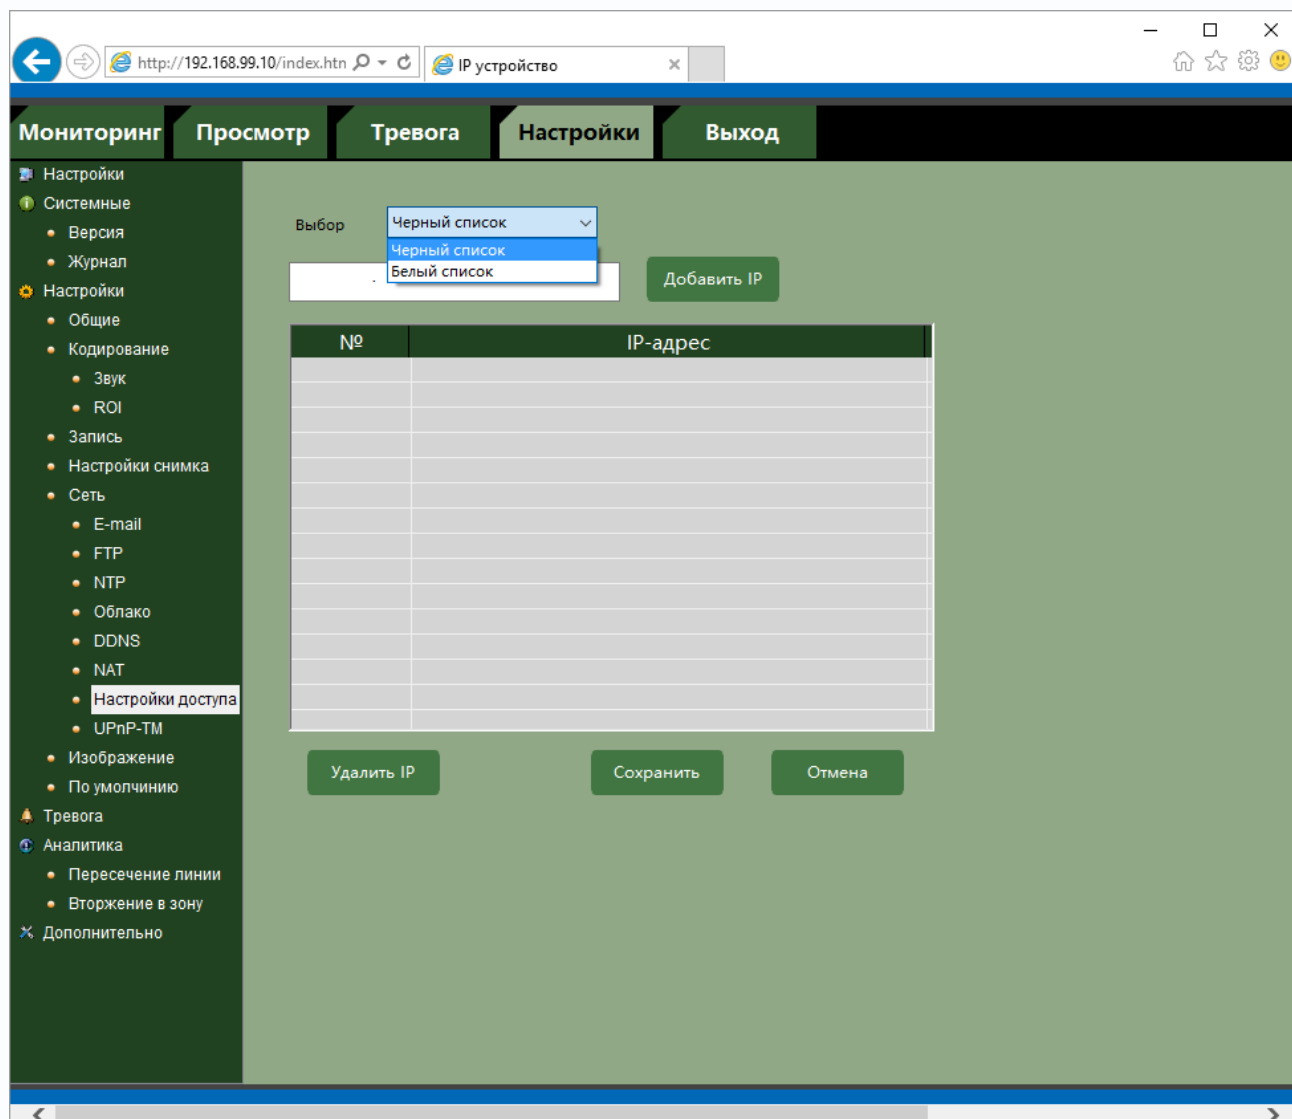 http://192.168.99.10/index.htn
IP устройство
Мониторинг Просмотр Тревога Настройки Выход
Настройки
Системные
Версия
Журнал
Настройки
Общие
Кодирование
Звук
ROI
Запись
Настройки снимка
Сеть
E-mail
FTP
NTP
Облако
DDNS
NAT
Настройки доступа
UPnP-TM
Изображение
По умолчинию
Тревога
Аналитика
Пересечение линии
Вторжение в зону
Дополнительно
Выбор Черный список
Черный список
Белый список
. Добавить IP
№ IP-адрес
Удалить IP Сохранить Отмена